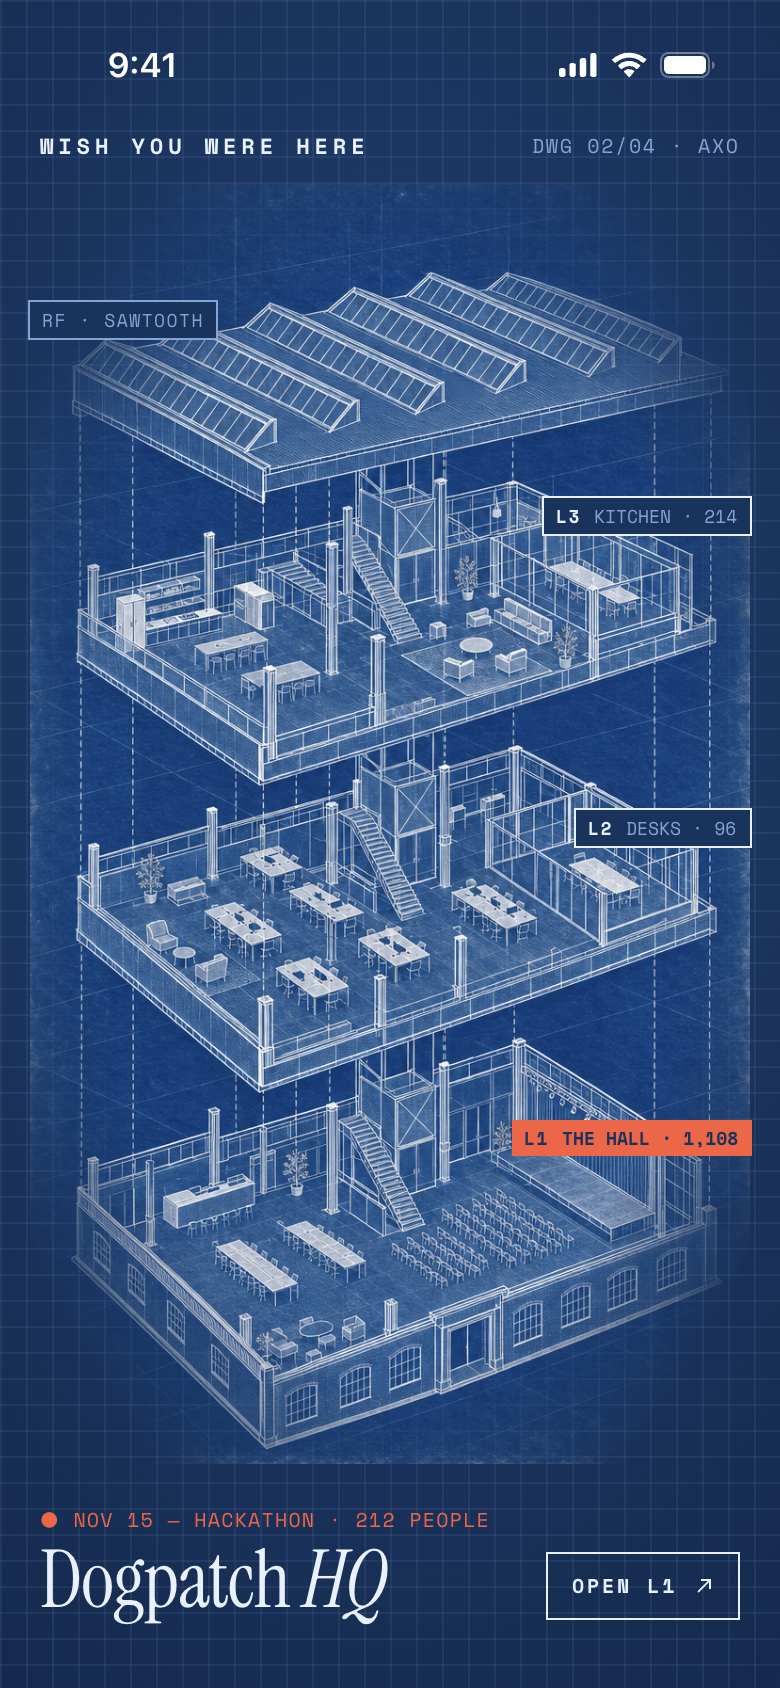 9:41
WISH YOU WERE HERE
DWG 02/04 · AXO
RF · SAWTOOTH
L3 KITCHEN · 214
L2 DESKS · 96
L1 THE HALL · 1,108
NOV 15 — HACKATHON · 212 PEOPLE
Dogpatch HQ
OPEN L1 ↗